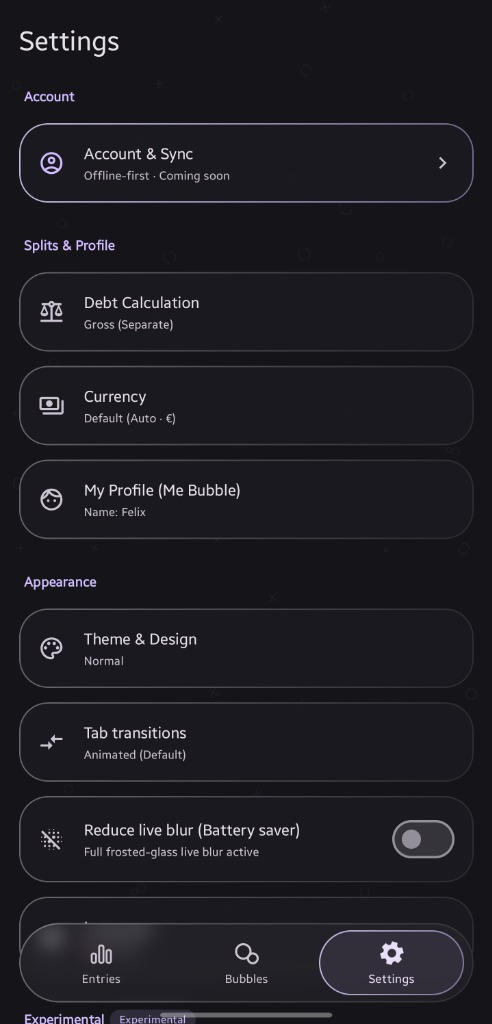 Settings
Account
Account & Sync
Offline-first · Coming soon
Splits & Profile
Debt Calculation
Gross (Separate)
Currency
Default (Auto · €)
My Profile (Me Bubble)
Name: Felix
Appearance
Theme & Design
Normal
Tab transitions
Animated (Default)
Reduce live blur (Battery saver)
Full frosted-glass live blur active
Entries
Bubbles
Settings
Experimental
Experimental